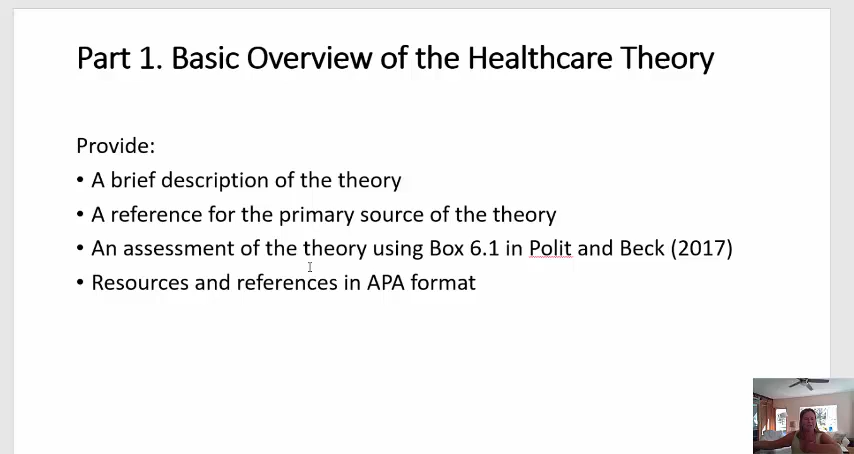 Part 1. Basic Overview of the Healthcare Theory
Provide:
• A brief description of the theory
• A reference for the primary source of the theory
• An assessment of the theory using Box 6.1 in Polit and Beck (2017)
• Resources and references in APA format